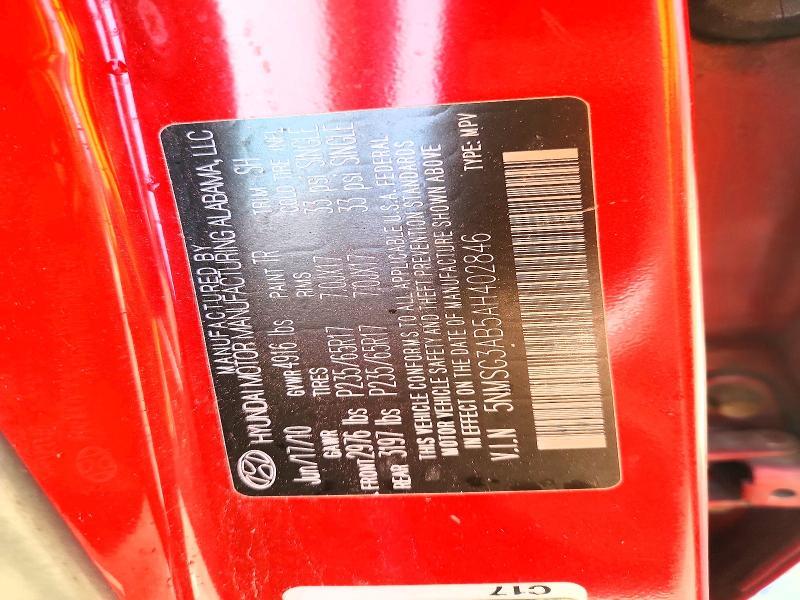 MANUFACTURED BY
HYUNDAI MOTOR MANUFACTURING ALABAMA, LLC
Jun/17/10 GVWR 4916 lbs PAINT TR TRIM SH
GAWR TIRES RIMS COLD TIRE INFL
FRONT 2976 lbs P235/65R17 7.0JX17 33 psi SINGLE
REAR 3197 lbs P235/65R17 7.0JX17 33 psi SINGLE
THIS VEHICLE CONFORMS TO ALL APPLICABLE U.S.A. FEDERAL
MOTOR VEHICLE SAFETY AND THEFT PREVENTION STANDARDS
IN EFFECT ON THE DATE OF MANUFACTURE SHOWN ABOVE
V.I.N 5NMSG3AB5AH402846 TYPE: MPV
C17